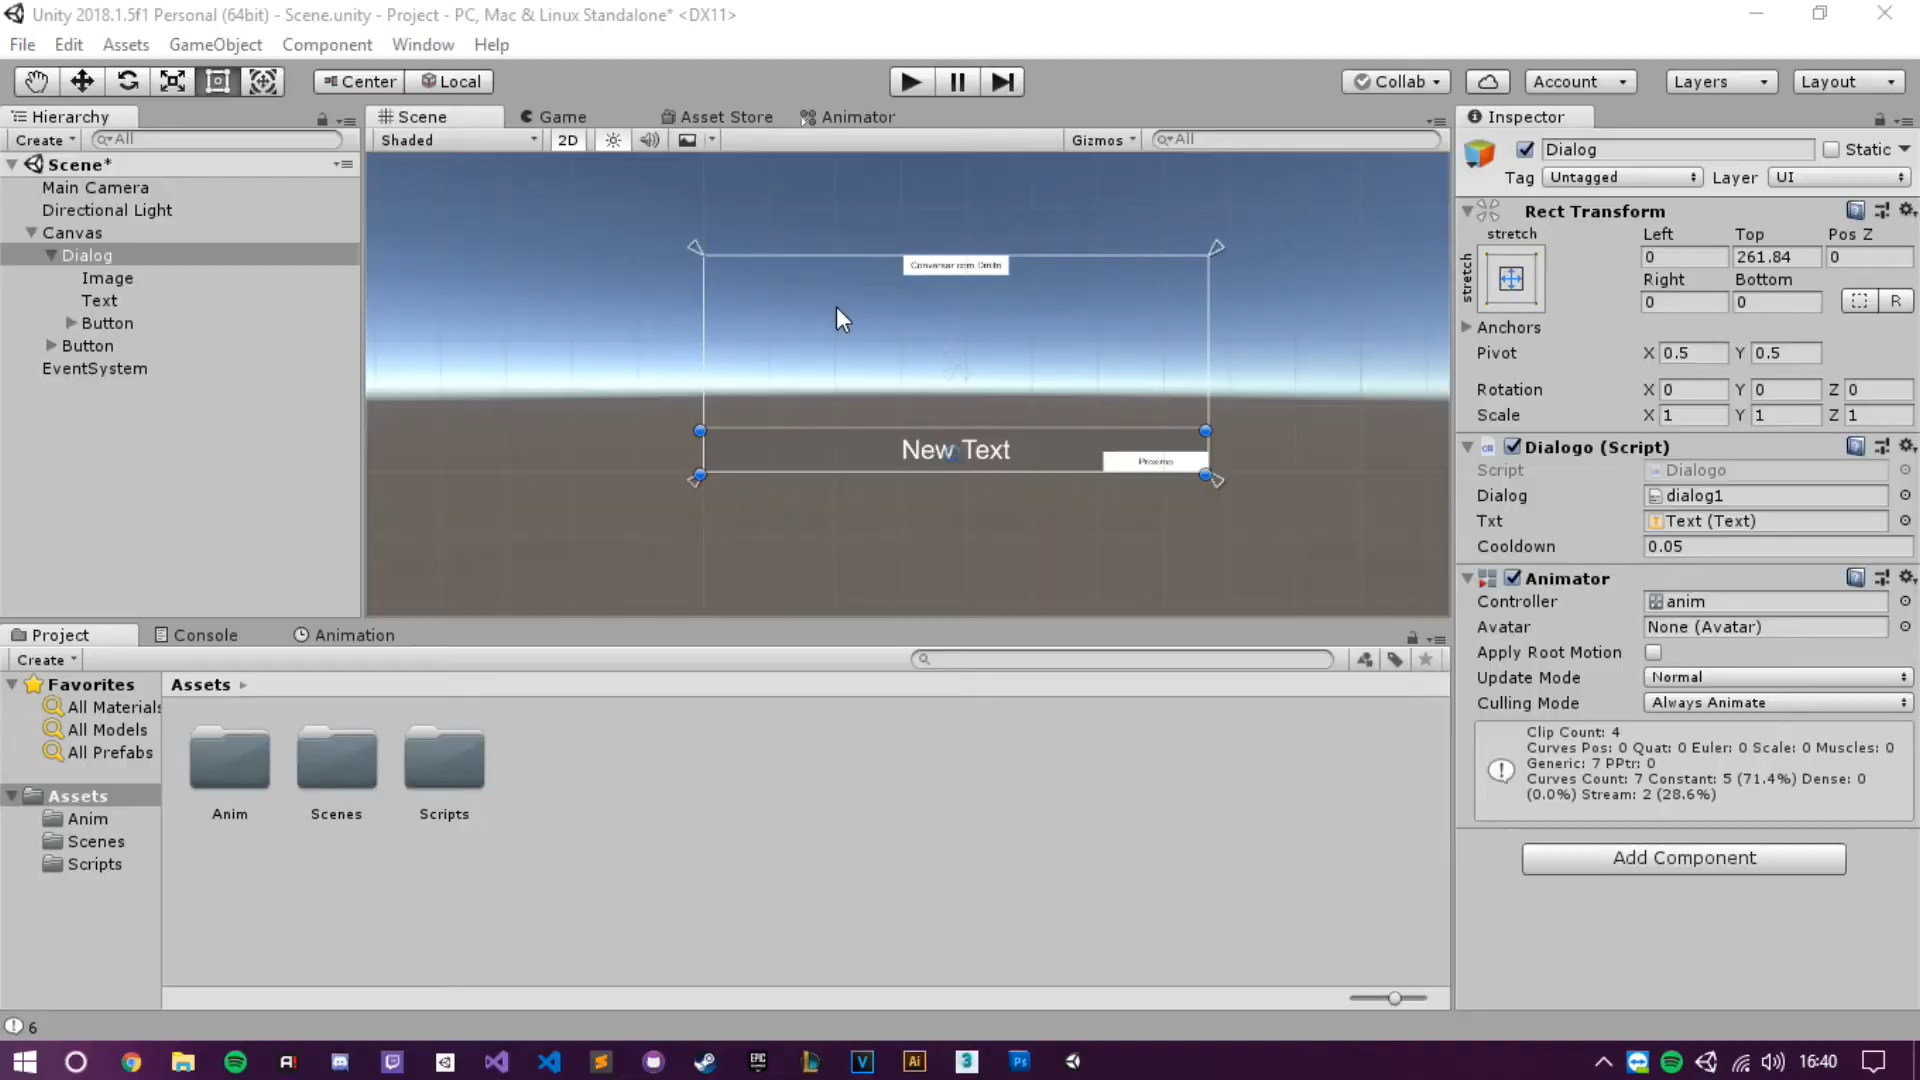 Unity 2018.1.5f1 Personal (64bit) - Scene.unity - Project - PC, Mac & Linux Standalone* <DX11>
File Edit Assets GameObject Component Window Help
Center Local Collab Account Layers Layout
Hierarchy
Create All
Scene*
Main Camera
Directional Light
Canvas
Dialog
Image
Text
Button
Button
EventSystem
Scene Game Asset Store Animator
Shaded 2D Gizmos All
New Text
Proximo
Inspector
Dialog Static
Tag Untagged Layer UI
Rect Transform
stretch Left Top Pos Z
stretch 0 261.84 0
Right Bottom
0 0 R
Anchors
Pivot X 0.5 Y 0.5
Rotation X 0 Y 0 Z 0
Scale X 1 Y 1 Z 1
Dialogo (Script)
Script Dialogo
Dialog dialog1
Txt Text (Text)
Cooldown 0.05
Animator
Controller anim
Avatar None (Avatar)
Apply Root Motion
Update Mode Normal
Culling Mode Always Animate
Clip Count: 4
Curves Pos: 0 Quat: 0 Euler: 0 Scale: 0 Muscles: 0
Generic: 7 PPtr: 0
Curves Count: 7 Constant: 5 (71.4%) Dense: 0
(0.0%) Stream: 2 (28.6%)
Add Component
Project Console Animation
Create
Favorites
All Materials
All Models
All Prefabs
Assets
Anim
Scenes
Scripts
Assets
Anim Scenes Scripts
6
A! EPIC GAMES V Ai 3 Ps 16:40